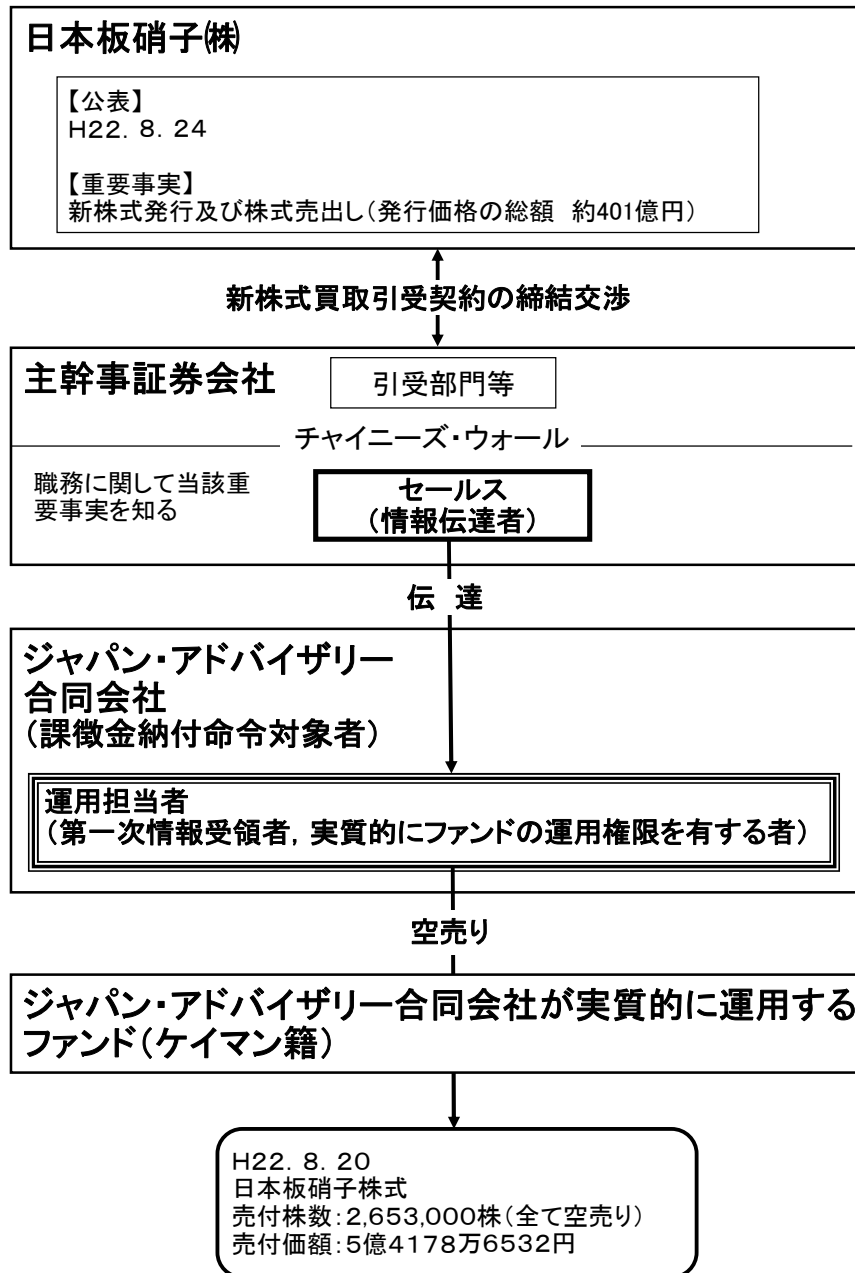 日本板硝子㈱
【公表】
H22．8．24
【重要事実】
新株式発行及び株式売出し（発行価格の総額　約401億円）
新株式買取引受契約の締結交渉
主幹事証券会社
引受部門等
チャイニーズ・ウォール
職務に関して当該重
要事実を知る
セールス
（情報伝達者）
伝　達
ジャパン・アドバイザリー
合同会社
（課徴金納付命令対象者）
運用担当者
（第一次情報受領者，実質的にファンドの運用権限を有する者）
空売り
ジャパン・アドバイザリー合同会社が実質的に運用する
ファンド（ケイマン籍）
H22．8．20
日本板硝子株式
売付株数：2,653,000株（全て空売り）
売付価額：5億4178万6532円